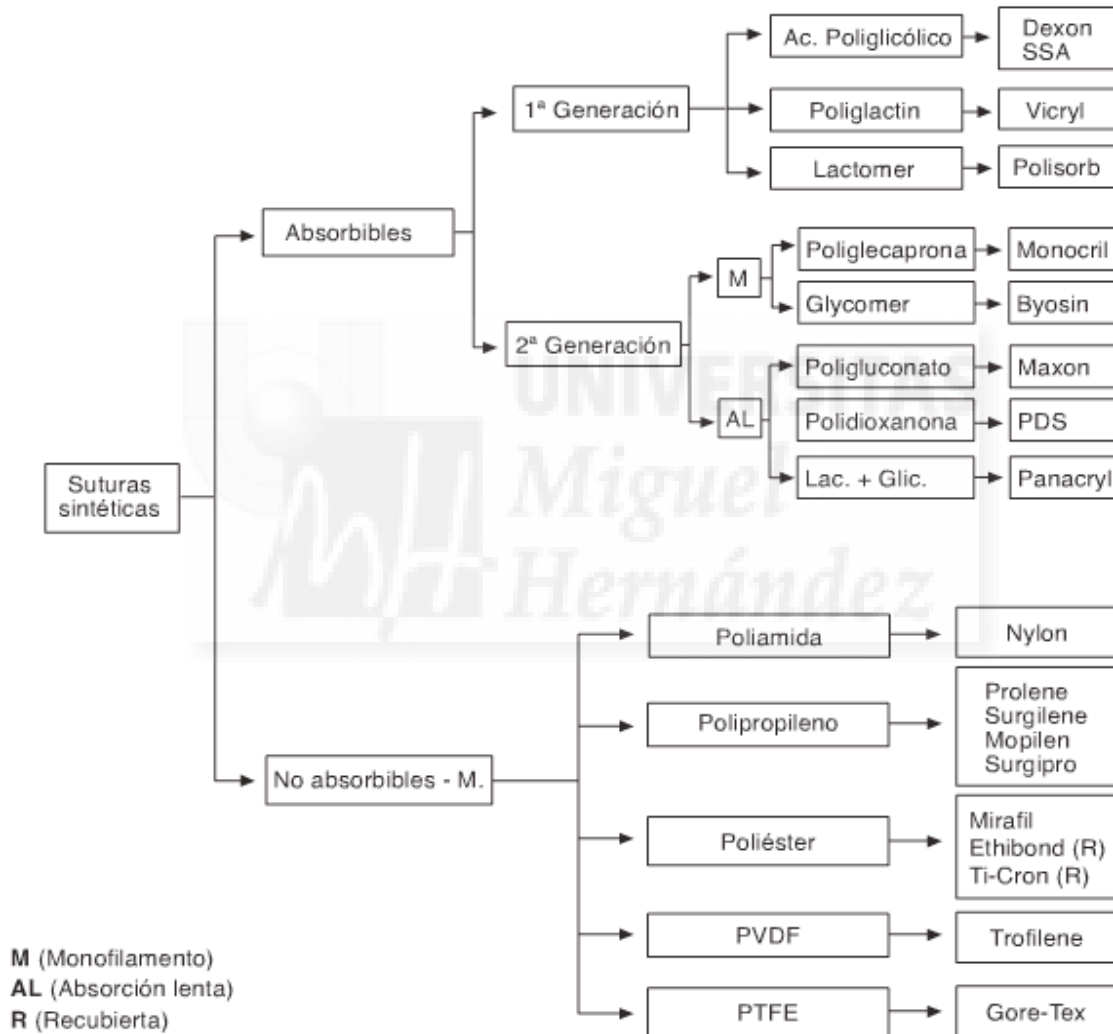 Suturas
sintéticas
Absorbibles
1ª Generación
Ac. Poliglicólico
Dexon
SSA
Poliglactin
Vicryl
Lactomer
Polisorb
2ª Generación
M
Poliglecaprona
Monocril
Glycomer
Byosin
AL
Poligluconato
Maxon
Polidioxanona
PDS
Lac. + Glic.
Panacryl
No absorbibles - M.
Poliamida
Nylon
Polipropileno
Prolene
Surgilene
Mopilen
Surgipro
Poliéster
Mirafil
Ethibond (R)
Ti-Cron (R)
PVDF
Trofilene
PTFE
Gore-Tex
M (Monofilamento)
AL (Absorción lenta)
R (Recubierta)
UNIVERSITAS
Miguel
Hernández